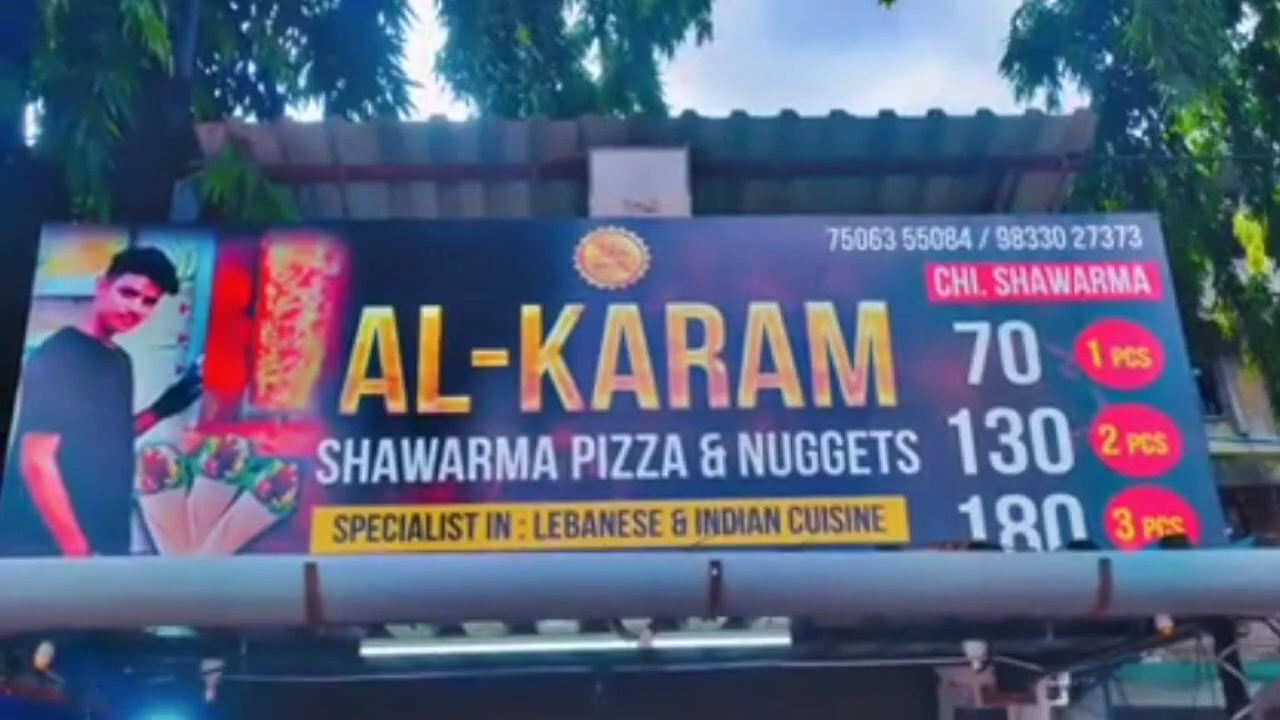 75063 55084 / 98330 27373
CHI. SHAWARMA
AL-KARAM
70 1 PCS
130 2 PCS
180 3 PCS
SHAWARMA PIZZA & NUGGETS
SPECIALIST IN : LEBANESE & INDIAN CUISINE